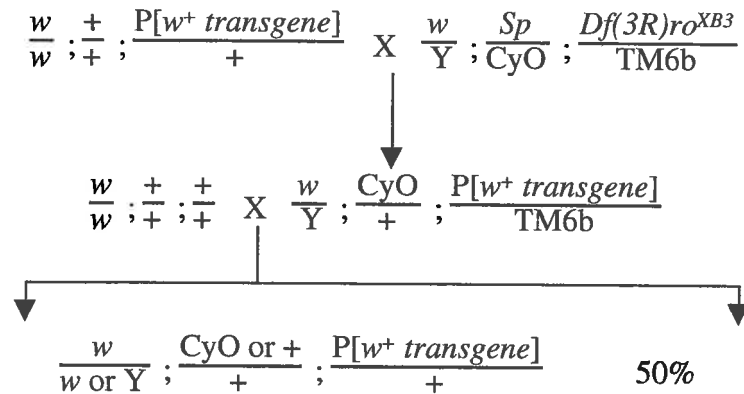 w/w ; +/+ ; P[w⁺ transgene]/+ X w/Y ; Sp/CyO ; Df(3R)roXB3/TM6b
w/w ; +/+ ; +/+ X w/Y ; CyO/+ ; P[w⁺ transgene]/TM6b
w/w or Y ; CyO or +/+ ; P[w⁺ transgene]/+ 50%